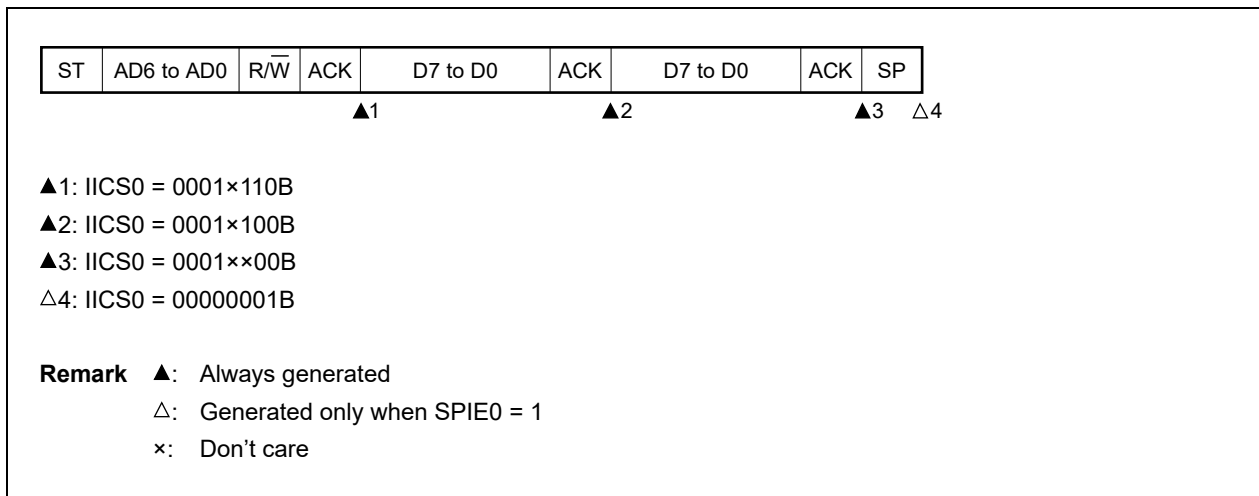 ST AD6 to AD0 R/W̅ ACK D7 to D0 ACK D7 to D0 ACK SP
▲1 ▲2 ▲3 △4
▲1: IICS0 = 0001×110B
▲2: IICS0 = 0001×100B
▲3: IICS0 = 0001××00B
△4: IICS0 = 00000001B
Remark ▲: Always generated
△: Generated only when SPIE0 = 1
×: Don't care